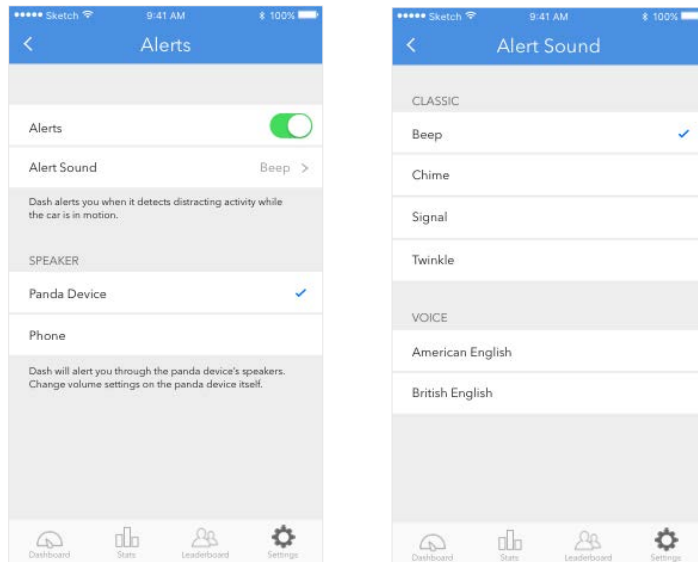 Sketch 9:41 AM 100%
Alerts
Alerts
Alert Sound Beep >
Dash alerts you when it detects distracting activity while
the car is in motion.
SPEAKER
Panda Device
Phone
Dash will alert you through the panda device's speakers.
Change volume settings on the panda device itself.
Dashboard Stats Leaderboard Settings
Sketch 9:41 AM 100%
Alert Sound
CLASSIC
Beep
Chime
Signal
Twinkle
VOICE
American English
British English
Dashboard Stats Leaderboard Settings